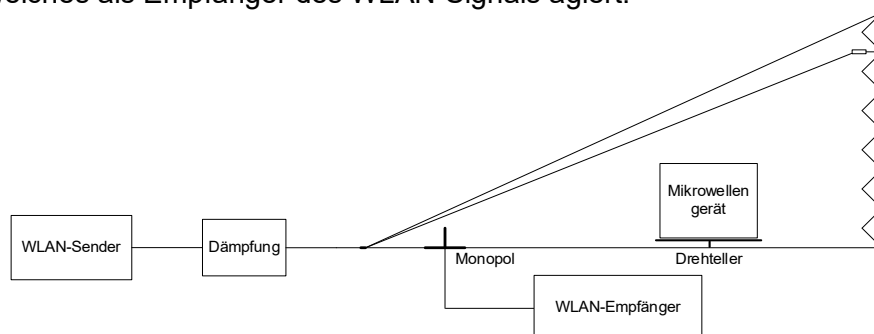 welches als Empfänger des WLAN-Signals agiert.
Mikrowellen
gerät
WLAN-Sender
Dämpfung
Monopol
Drehteller
WLAN-Empfänger